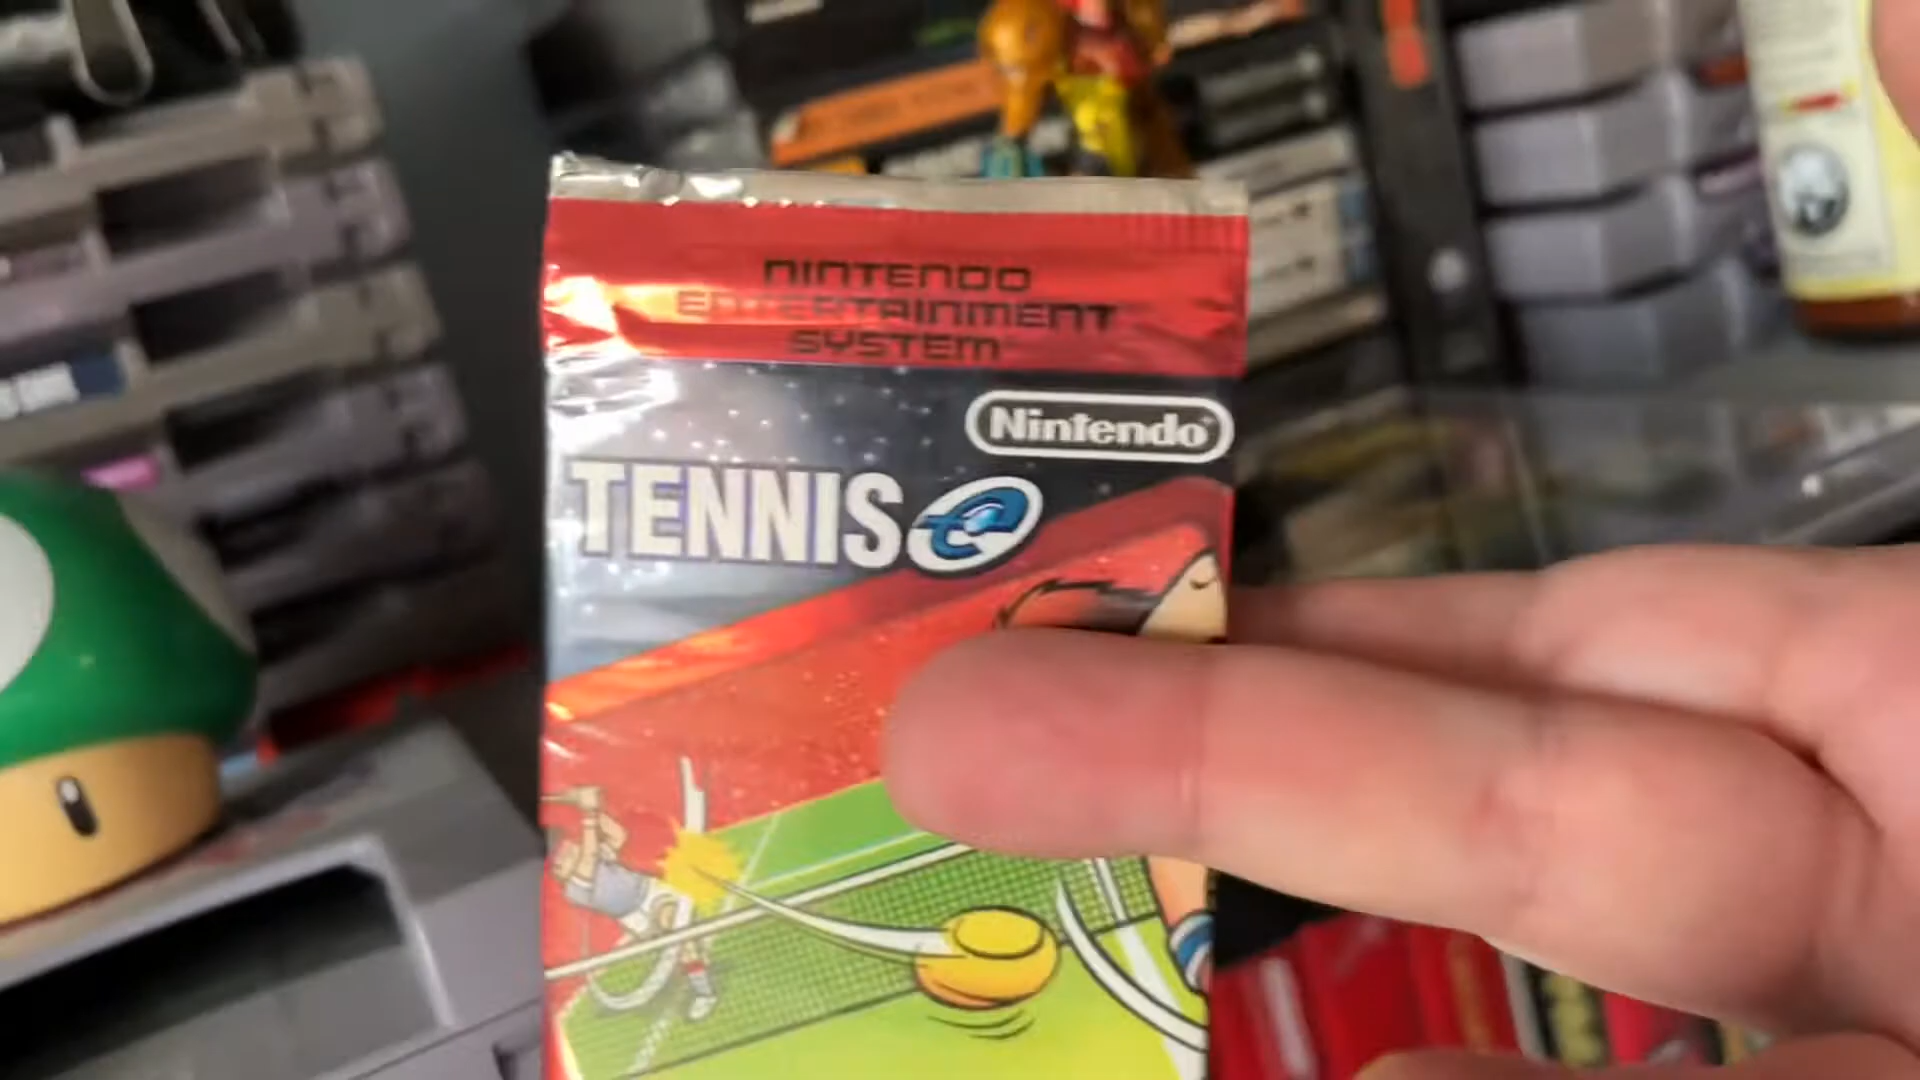 NINTENDO
ENTERTAINMENT
SYSTEM
Nintendo
TENNIS e